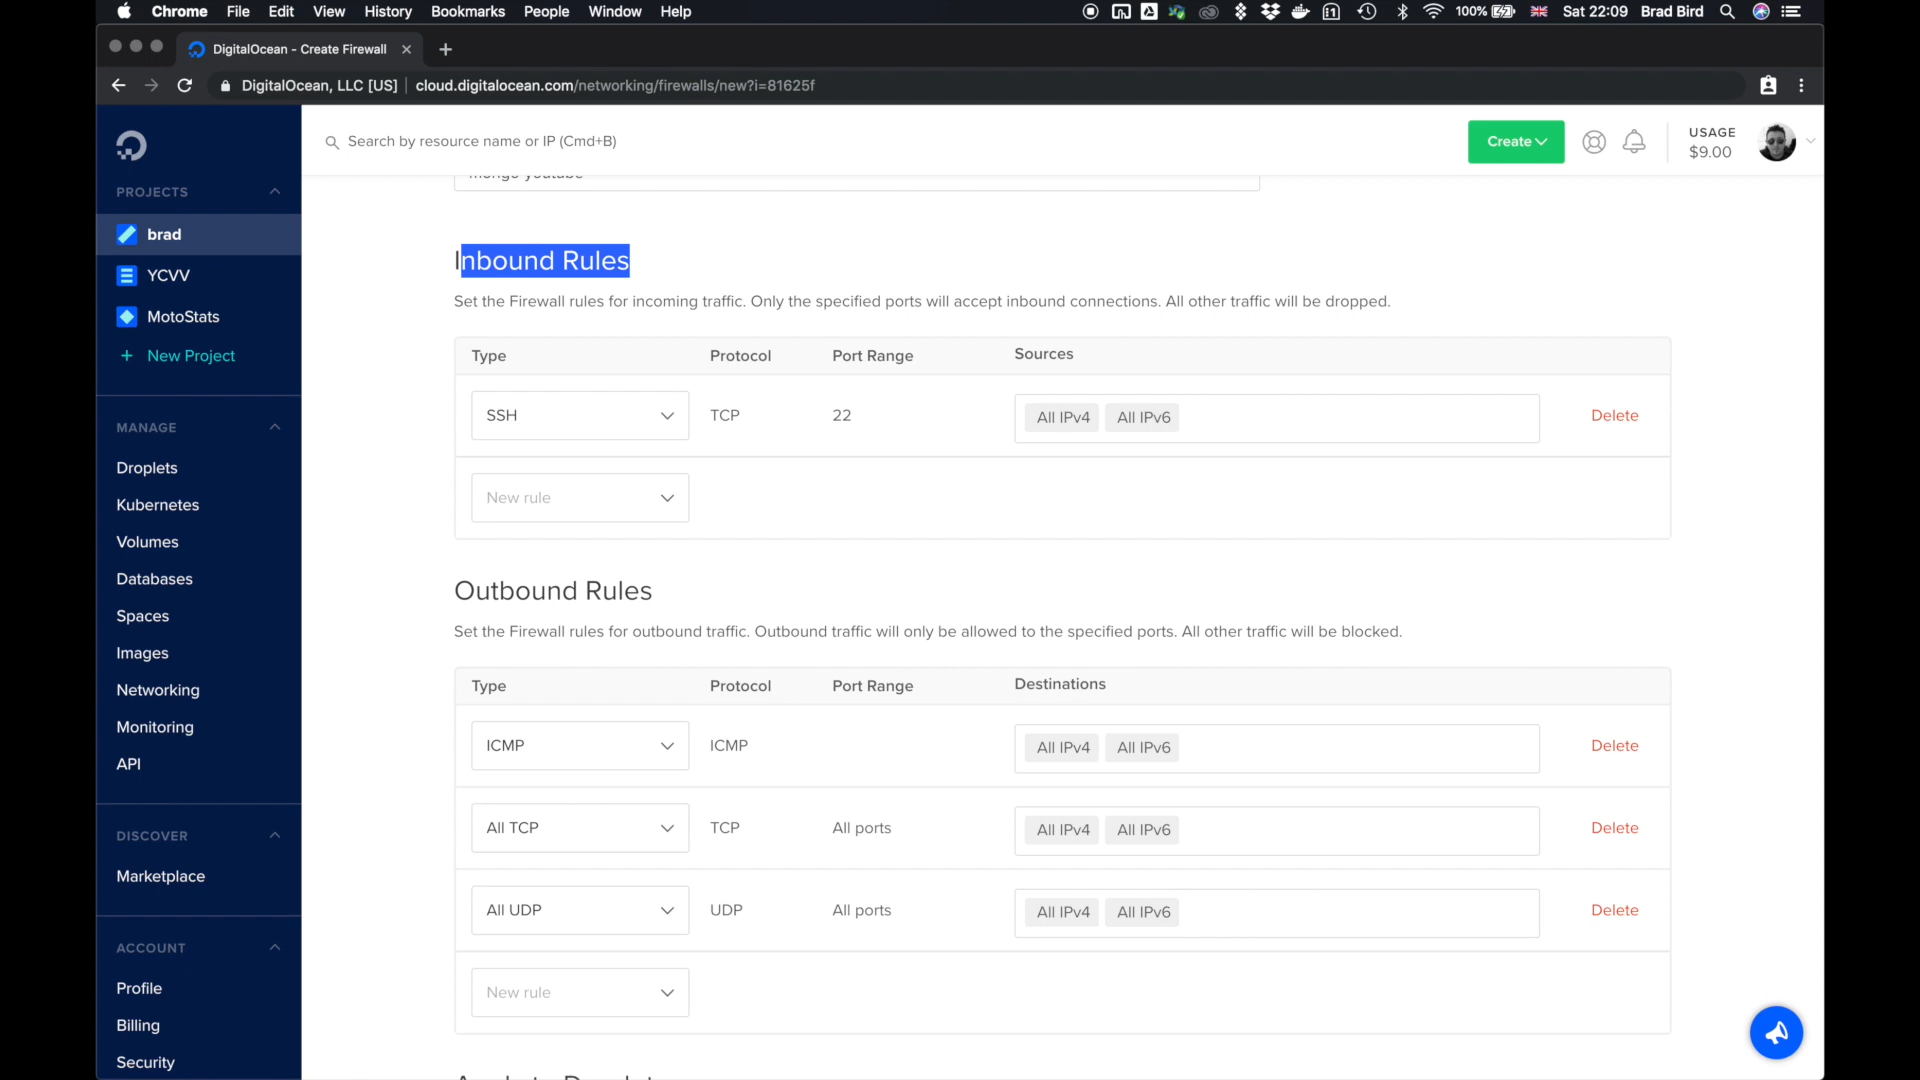 Chrome File Edit View History Bookmarks People Window Help 100% Sat 22:09 Brad Bird
DigitalOcean - Create Firewall
DigitalOcean, LLC [US] | cloud.digitalocean.com/networking/firewalls/new?i=81625f
Search by resource name or IP (Cmd+B)
Create
USAGE
$9.00
PROJECTS
brad
YCVV
MotoStats
+ New Project
MANAGE
Droplets
Kubernetes
Volumes
Databases
Spaces
Images
Networking
Monitoring
API
DISCOVER
Marketplace
ACCOUNT
Profile
Billing
Security
mongo youtube
Inbound Rules
Set the Firewall rules for incoming traffic. Only the specified ports will accept inbound connections. All other traffic will be dropped.
Type Protocol Port Range Sources
SSH TCP 22 All IPv4 All IPv6 Delete
New rule
Outbound Rules
Set the Firewall rules for outbound traffic. Outbound traffic will only be allowed to the specified ports. All other traffic will be blocked.
Type Protocol Port Range Destinations
ICMP ICMP All IPv4 All IPv6 Delete
All TCP TCP All ports All IPv4 All IPv6 Delete
All UDP UDP All ports All IPv4 All IPv6 Delete
New rule